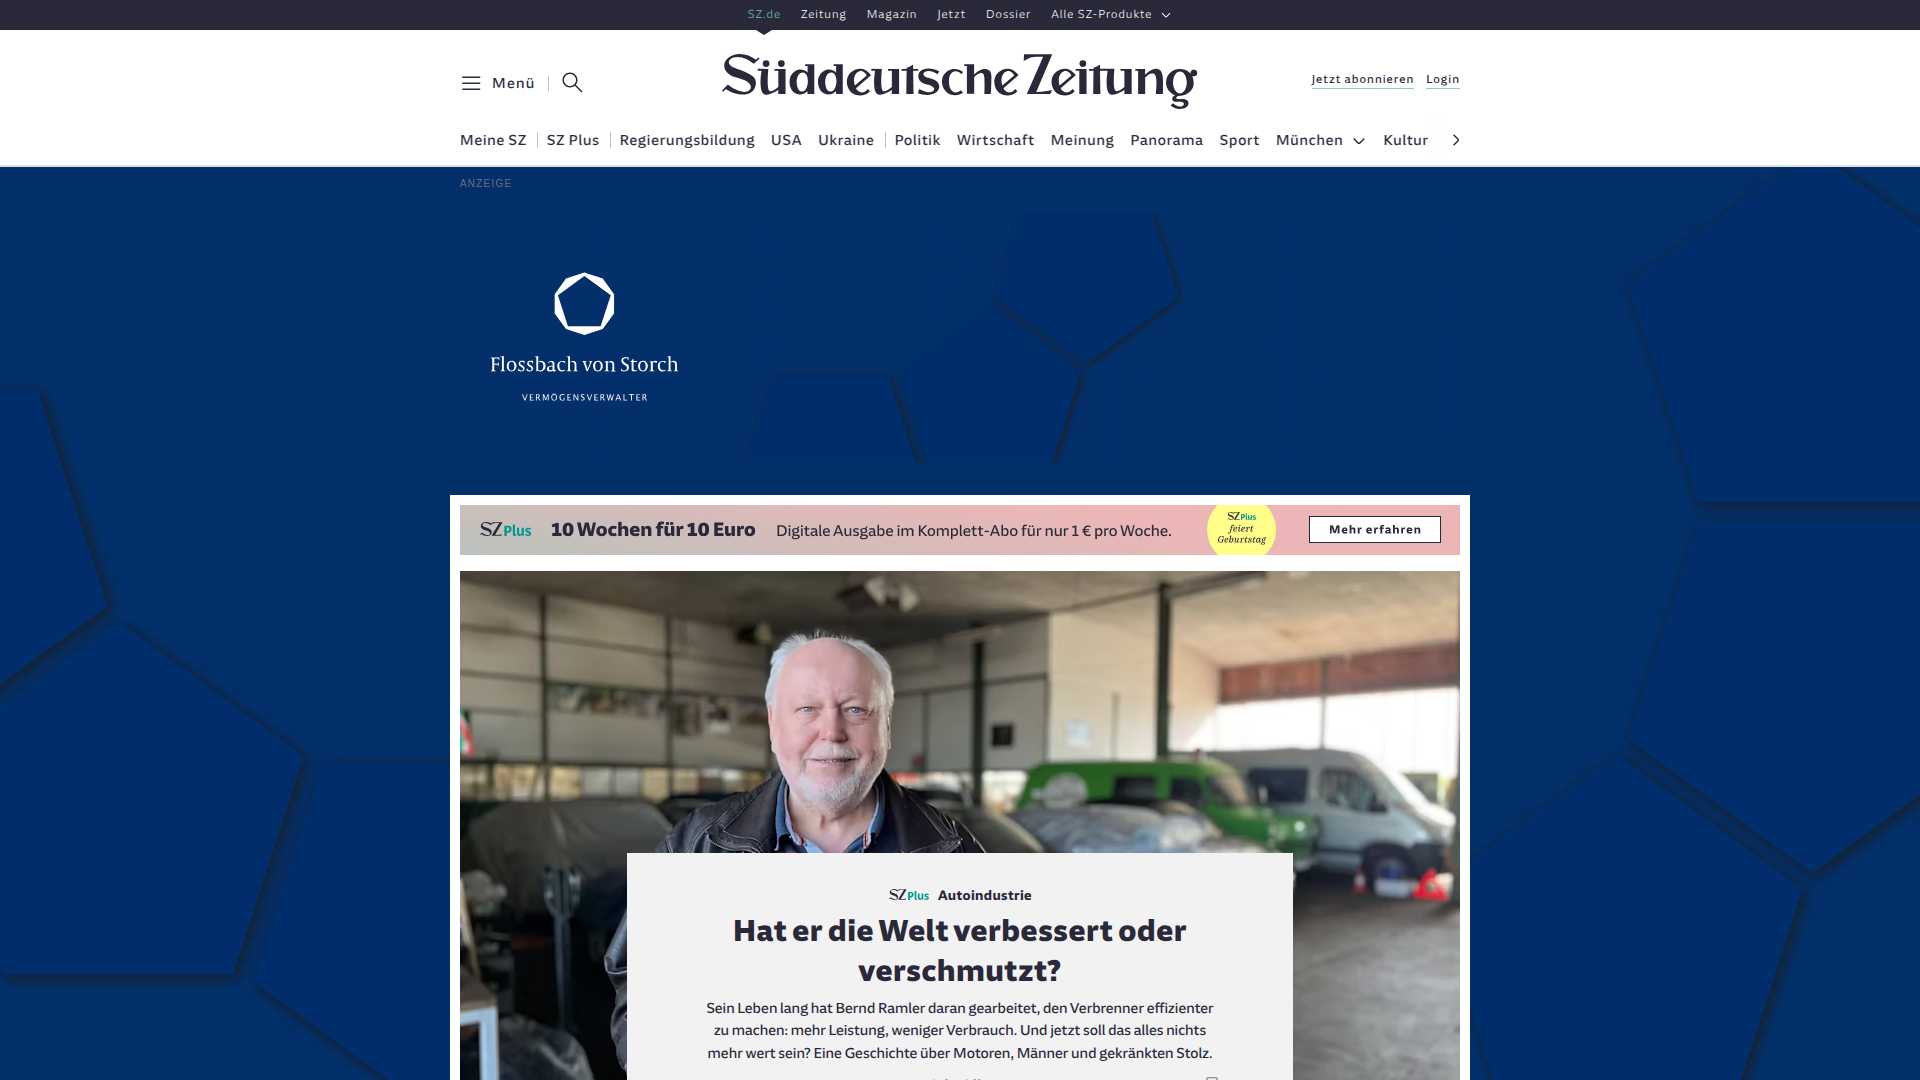 SZ.de Zeitung Magazin Jetzt Dossier Alle SZ-Produkte
Menü
Süddeutsche Zeitung
Jetzt abonnieren Login
Meine SZ SZ Plus Regierungsbildung USA Ukraine Politik Wirtschaft Meinung Panorama Sport München Kultur
ANZEIGE
Flossbach von Storch
VERMÖGENSVERWALTER
SZ Plus 10 Wochen für 10 Euro Digitale Ausgabe im Komplett-Abo für nur 1 € pro Woche.
SZ Plus
feiert
Geburtstag
Mehr erfahren
SZ Plus Autoindustrie
Hat er die Welt verbessert oder
verschmutzt?
Sein Leben lang hat Bernd Ramler daran gearbeitet, den Verbrenner effizienter
zu machen: mehr Leistung, weniger Verbrauch. Und jetzt soll das alles nichts
mehr wert sein? Eine Geschichte über Motoren, Männer und gekränkten Stolz.